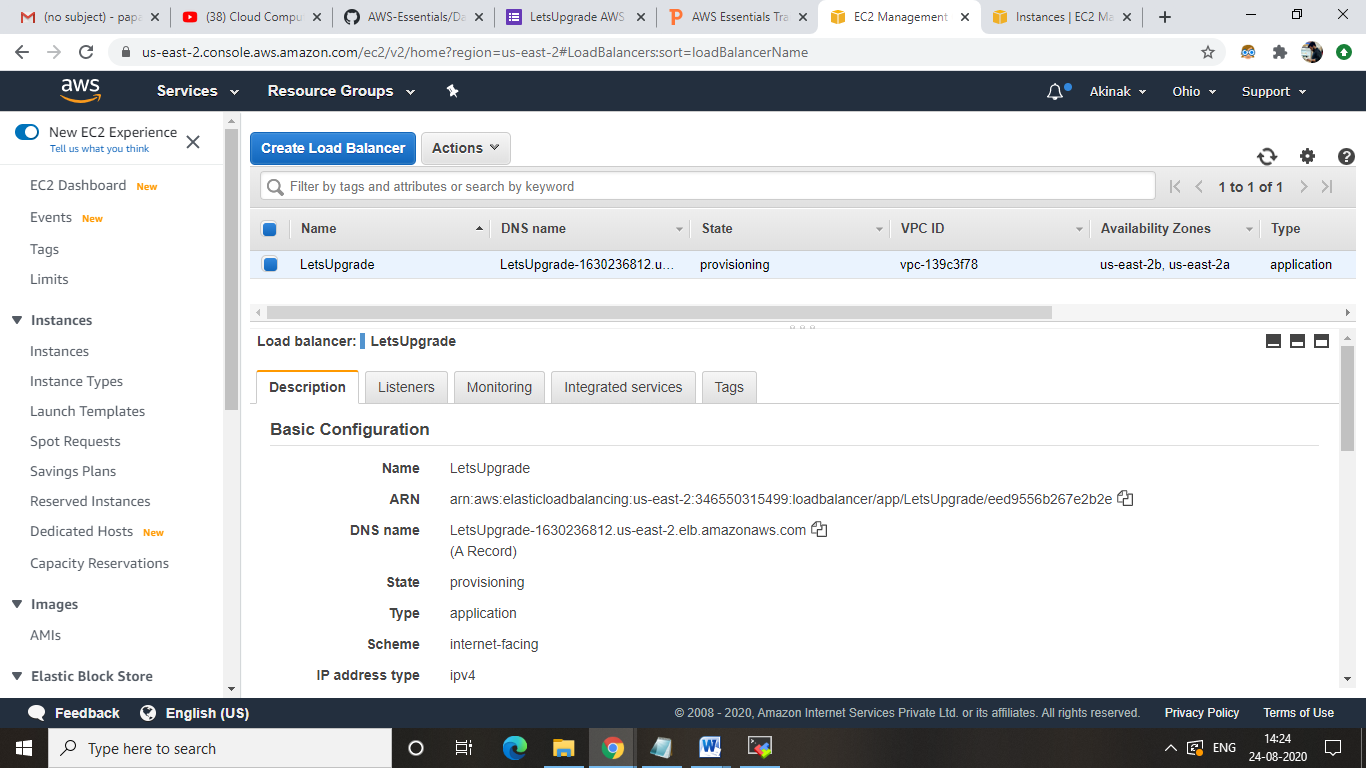 (no subject) - papa
(38) Cloud Compu
AWS-Essentials/Da
LetsUpgrade AWS
AWS Essentials Tra
EC2 Management
Instances | EC2 Ma
us-east-2.console.aws.amazon.com/ec2/v2/home?region=us-east-2#LoadBalancers:sort=loadBalancerName
aws Services Resource Groups Akinak Ohio Support
New EC2 Experience
Tell us what you think
EC2 Dashboard New
Events New
Tags
Limits
Instances
Instances
Instance Types
Launch Templates
Spot Requests
Savings Plans
Reserved Instances
Dedicated Hosts New
Capacity Reservations
Images
AMIs
Elastic Block Store
Create Load Balancer Actions
Filter by tags and attributes or search by keyword 1 to 1 of 1
Name DNS name State VPC ID Availability Zones Type
LetsUpgrade LetsUpgrade-1630236812.u... provisioning vpc-139c3f78 us-east-2b, us-east-2a application
Load balancer: LetsUpgrade
Description Listeners Monitoring Integrated services Tags
Basic Configuration
Name LetsUpgrade
ARN arn:aws:elasticloadbalancing:us-east-2:346550315499:loadbalancer/app/LetsUpgrade/eed9556b267e2b2e
DNS name LetsUpgrade-1630236812.us-east-2.elb.amazonaws.com
(A Record)
State provisioning
Type application
Scheme internet-facing
IP address type ipv4
Feedback English (US) © 2008 - 2020, Amazon Internet Services Private Ltd. or its affiliates. All rights reserved. Privacy Policy Terms of Use
Type here to search
ENG
14:24
24-08-2020